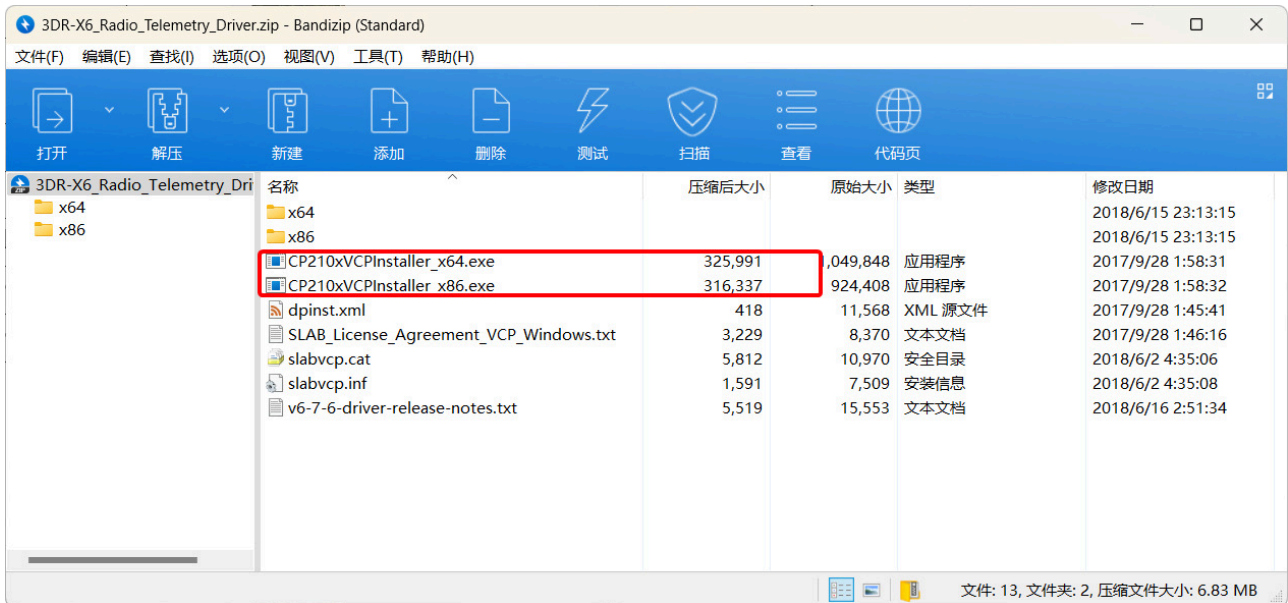 3DR-X6_Radio_Telemetry_Driver.zip - Bandizip (Standard)
文件(F) 编辑(E) 查找(I) 选项(O) 视图(V) 工具(T) 帮助(H)
打开 解压 新建 添加 删除 测试 扫描 查看 代码页
3DR-X6_Radio_Telemetry_Dri
x64
x86
名称 压缩后大小 原始大小 类型 修改日期
x64 2018/6/15 23:13:15
x86 2018/6/15 23:13:15
CP210xVCPInstaller_x64.exe 325,991 ,049,848 应用程序 2017/9/28 1:58:31
CP210xVCPInstaller_x86.exe 316,337 924,408 应用程序 2017/9/28 1:58:32
dpinst.xml 418 11,568 XML 源文件 2017/9/28 1:45:41
SLAB_License_Agreement_VCP_Windows.txt 3,229 8,370 文本文档 2017/9/28 1:46:16
slabvcp.cat 5,812 10,970 安全目录 2018/6/2 4:35:06
slabvcp.inf 1,591 7,509 安装信息 2018/6/2 4:35:08
v6-7-6-driver-release-notes.txt 5,519 15,553 文本文档 2018/6/16 2:51:34
文件: 13, 文件夹: 2, 压缩文件大小: 6.83 MB